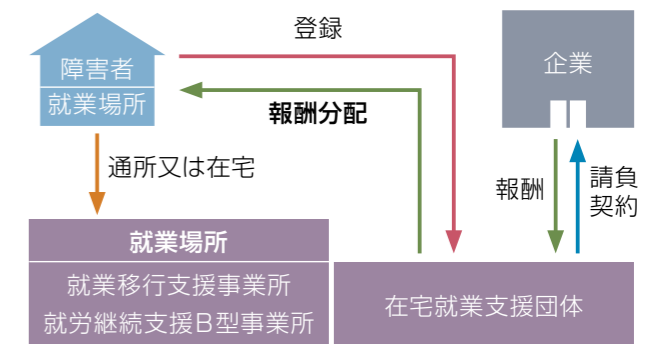 登録
障害者
就業場所
企業
報酬分配
通所又は在宅
報酬
請負
契約
就業場所
就業移行支援事業所
就労継続支援B型事業所
在宅就業支援団体